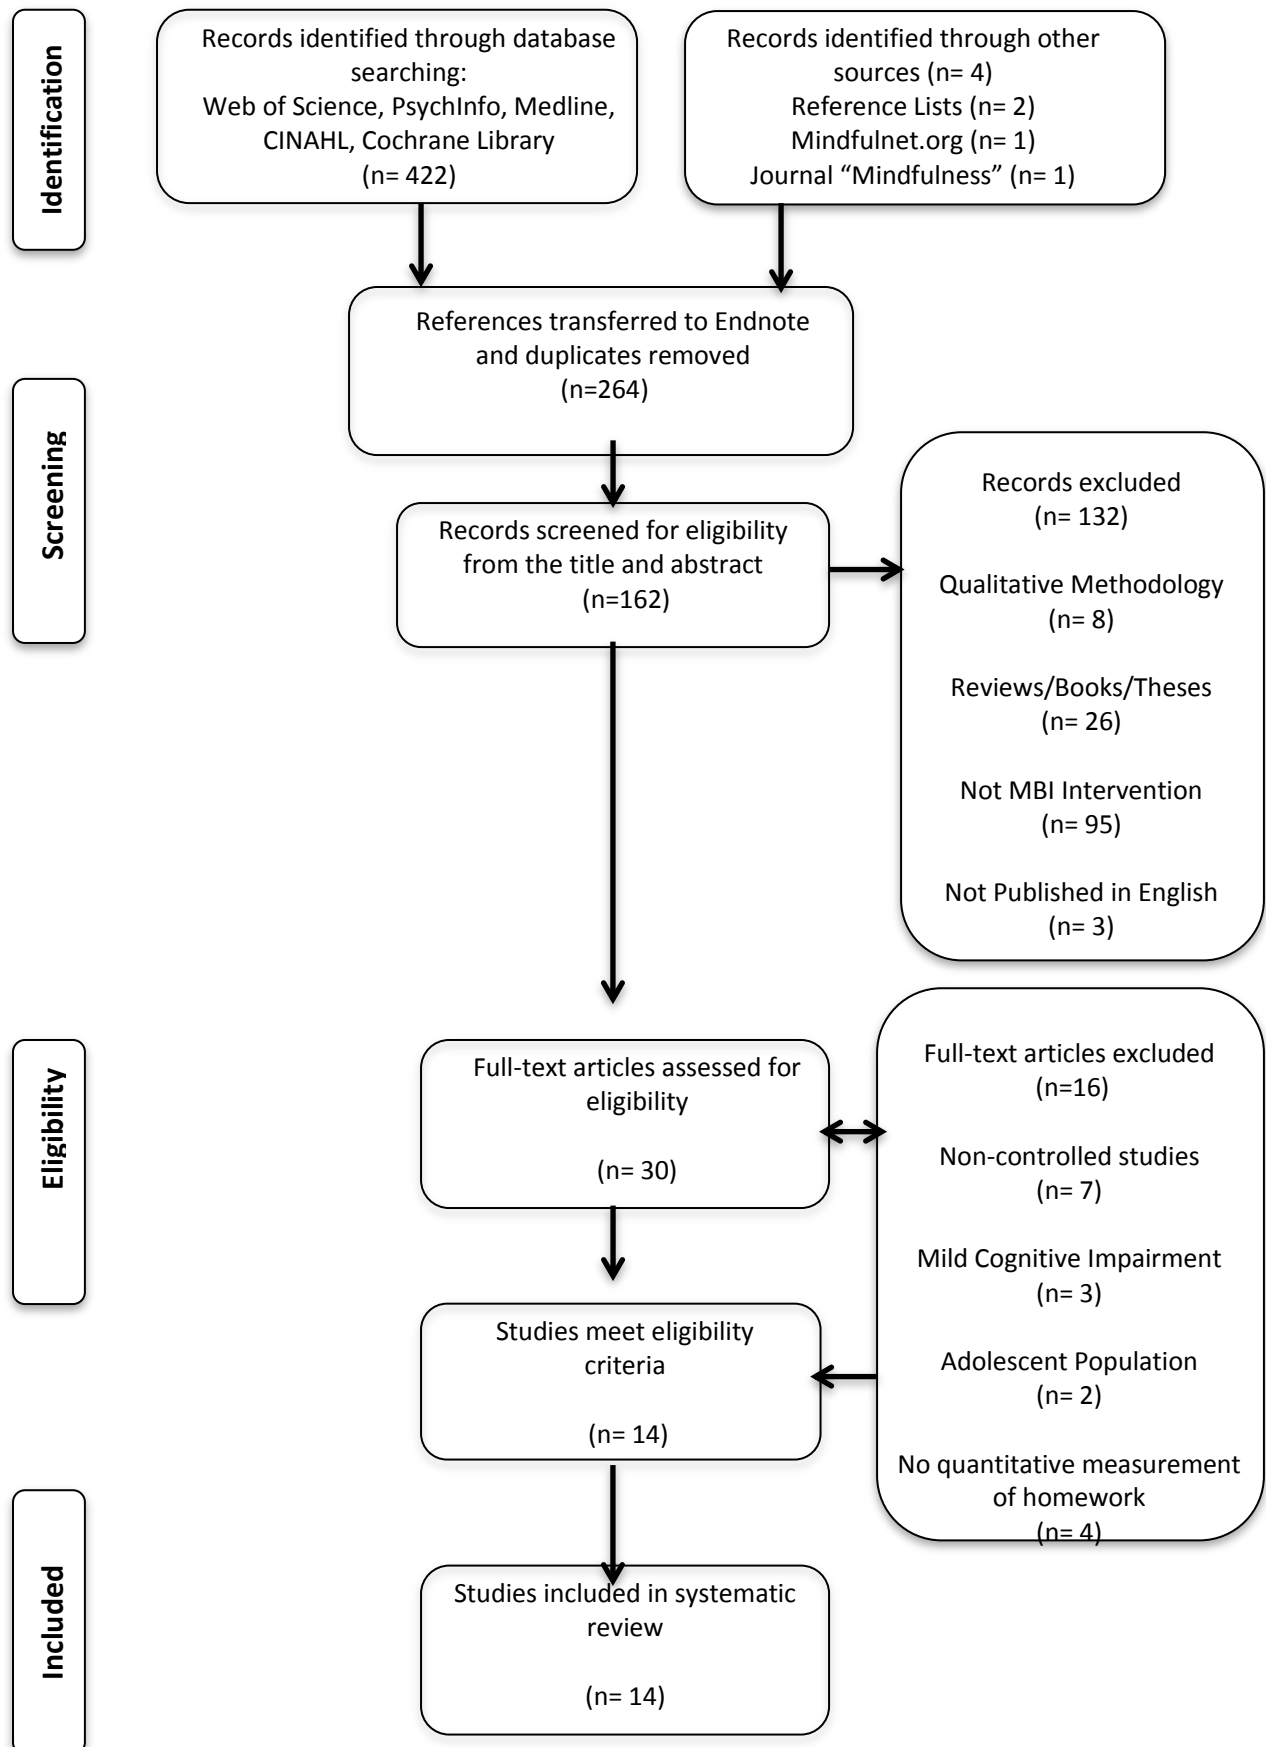 Identification
Records identified through database
searching:
Web of Science, PsychInfo, Medline,
CINAHL, Cochrane Library
(n= 422)
Records identified through other
sources (n= 4)
Reference Lists (n= 2)
Mindfulnet.org (n= 1)
Journal “Mindfulness” (n= 1)
References transferred to Endnote
and duplicates removed
(n=264)
Screening
Records screened for eligibility
from the title and abstract
(n=162)
Records excluded
(n= 132)
Qualitative Methodology
(n= 8)
Reviews/Books/Theses
(n= 26)
Not MBI Intervention
(n= 95)
Not Published in English
(n= 3)
Eligibility
Full-text articles assessed for
eligibility
(n= 30)
Full-text articles excluded
(n=16)
Non-controlled studies
(n= 7)
Mild Cognitive Impairment
(n= 3)
Adolescent Population
(n= 2)
No quantitative measurement
of homework
(n= 4)
Studies meet eligibility
criteria
(n= 14)
Included
Studies included in systematic
review
(n= 14)